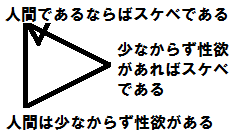 人間であるならばスケベである
少なからず性欲
があればスケベ
である
人間は少なからず性欲がある